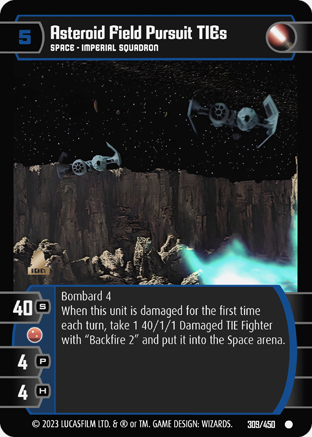 5
Asteroid Field Pursuit TIEs
SPACE - IMPERIAL SQUADRON
40 S
4 P
4 H
Bombard 4
When this unit is damaged for the first time
each turn, take 1 40/1/1 Damaged TIE Fighter
with “Backfire 2” and put it into the Space arena.
© 2023 LUCASFILM LTD. & ® or TM. GAME DESIGN: WIZARDS. 309/450